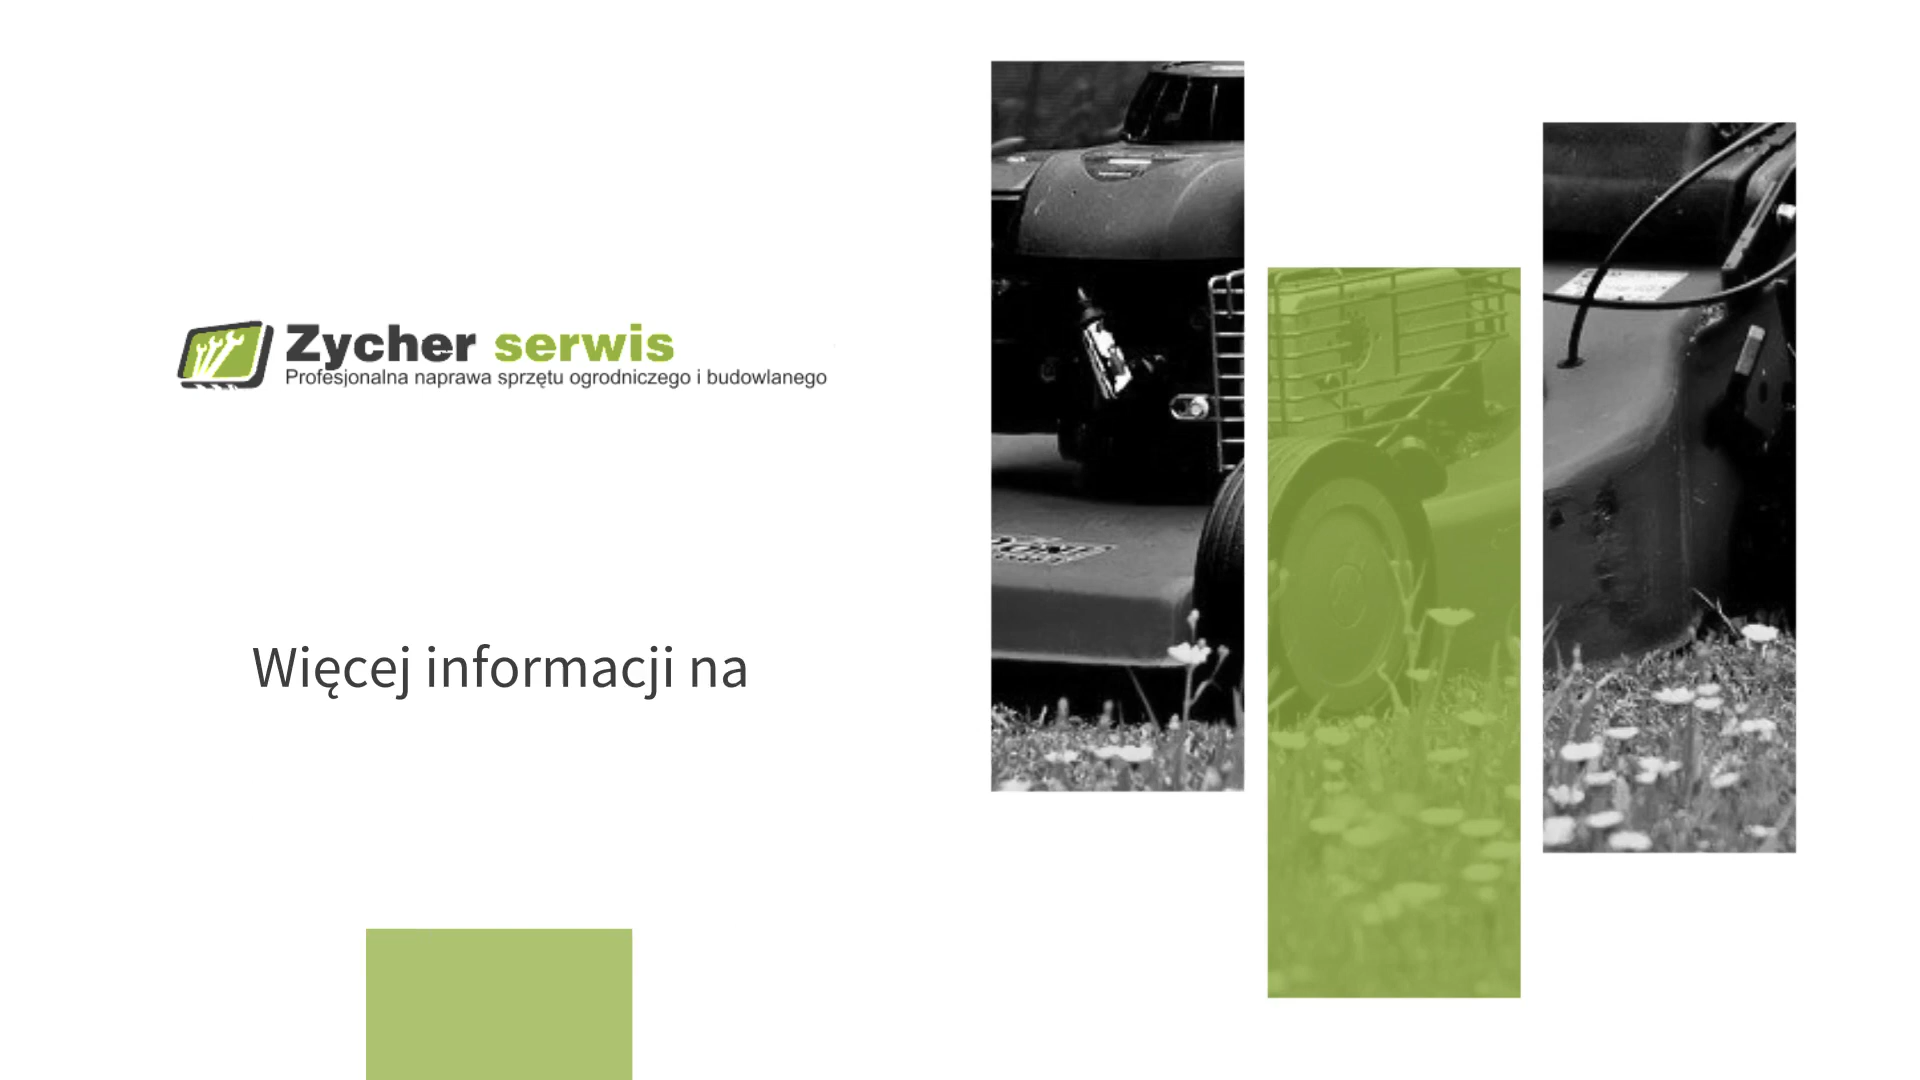 Zycher serwis
Profesjonalna naprawa sprzętu ogrodniczego i budowlanego
Więcej informacji na